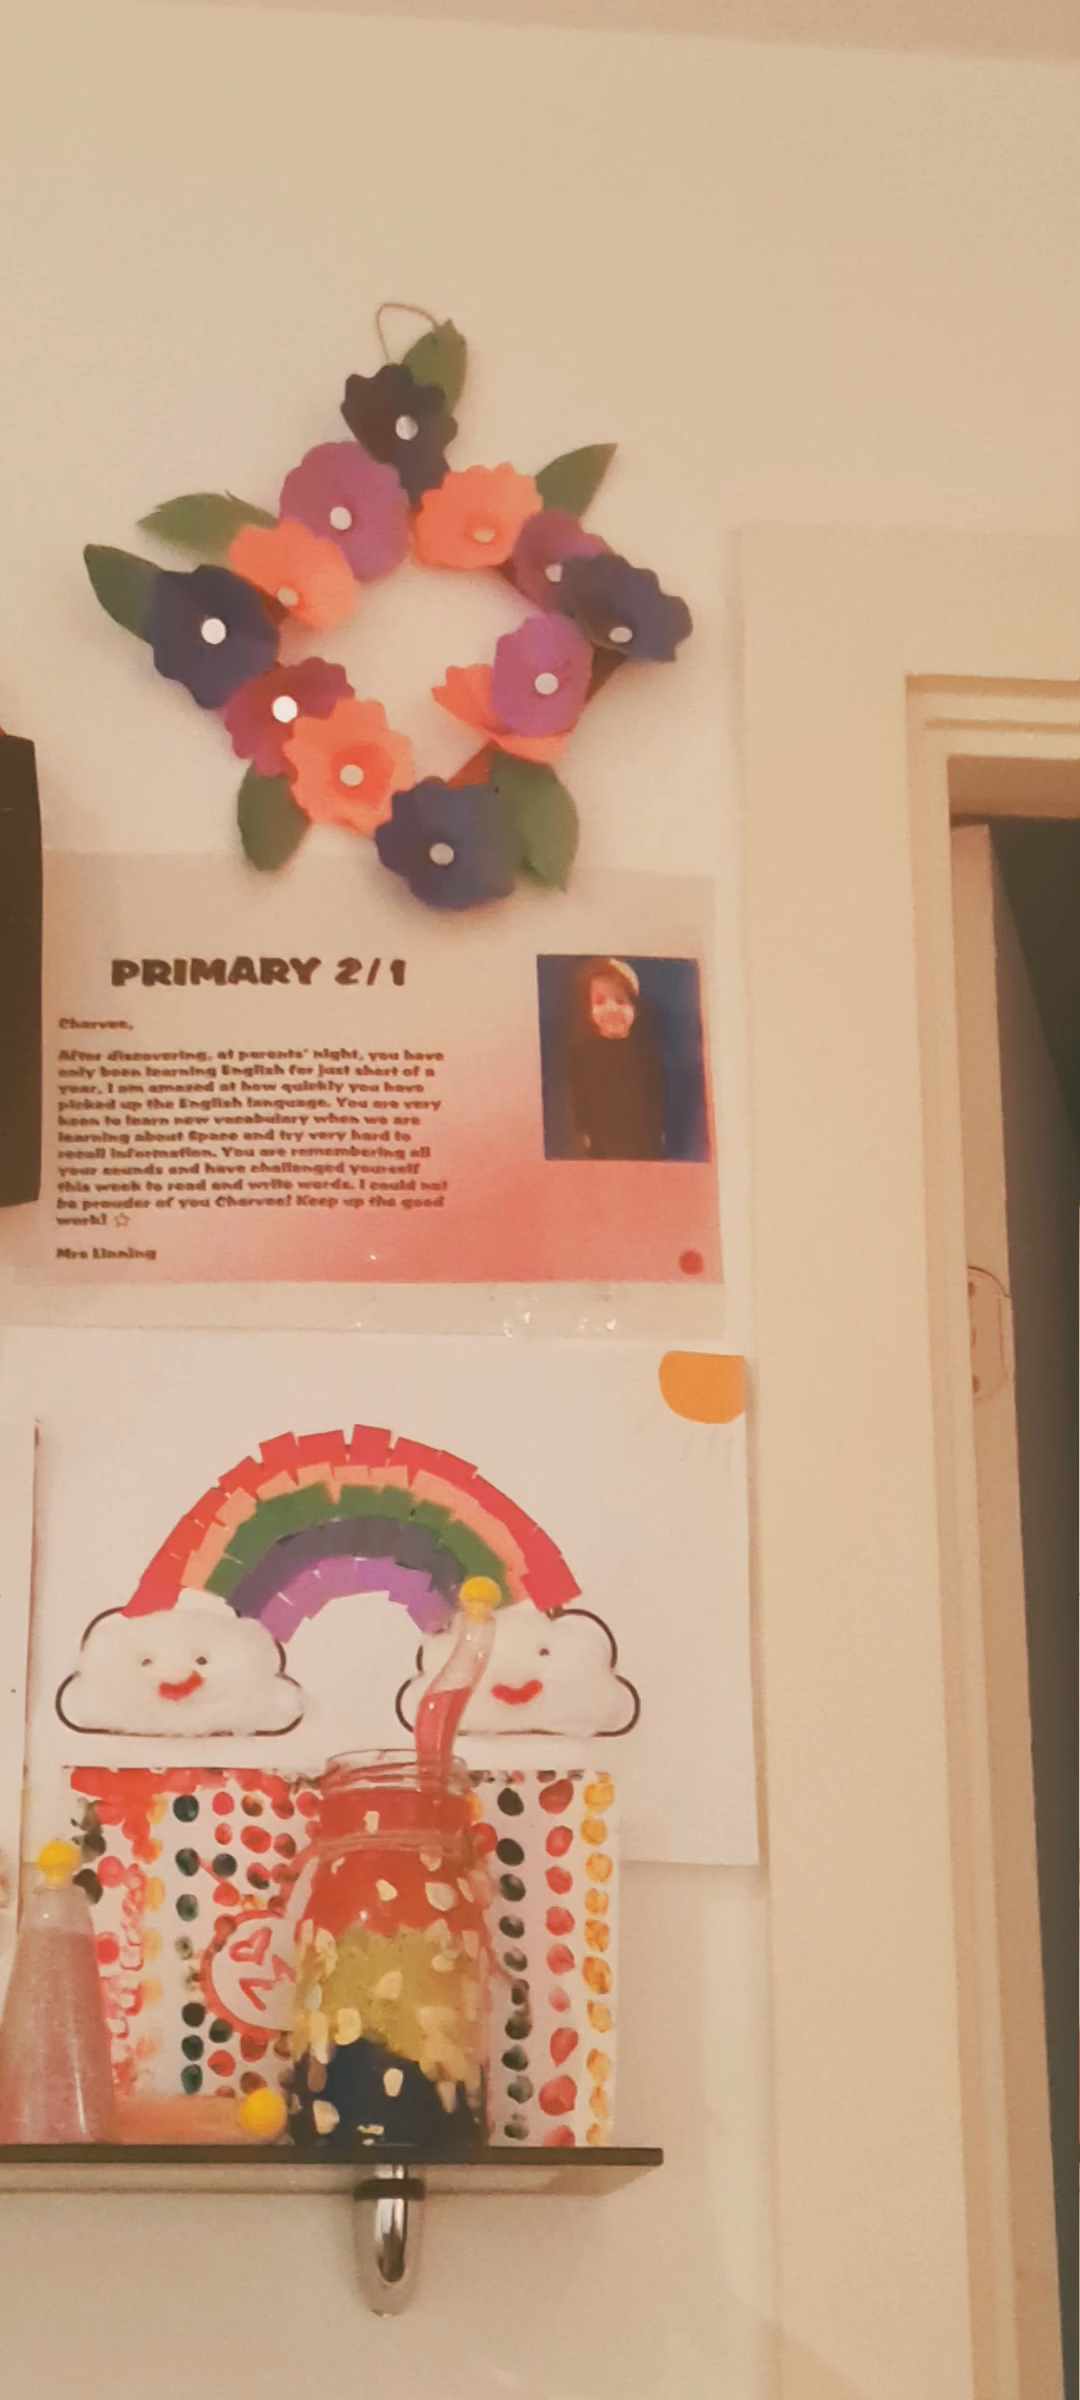 PRIMARY 2/1
Charvee,
After discovering, at parents' night, you have
only been learning English for just short of a
year, I am amazed at how quickly you have
picked up the English language. You are very
keen to learn new vocabulary when we are
learning about Space and try very hard to
recall information. You are remembering all
your sounds and have challenged yourself
this week to read and write words. I could not
be prouder of you Charvee! Keep up the good
work! ☆
Mrs Linning